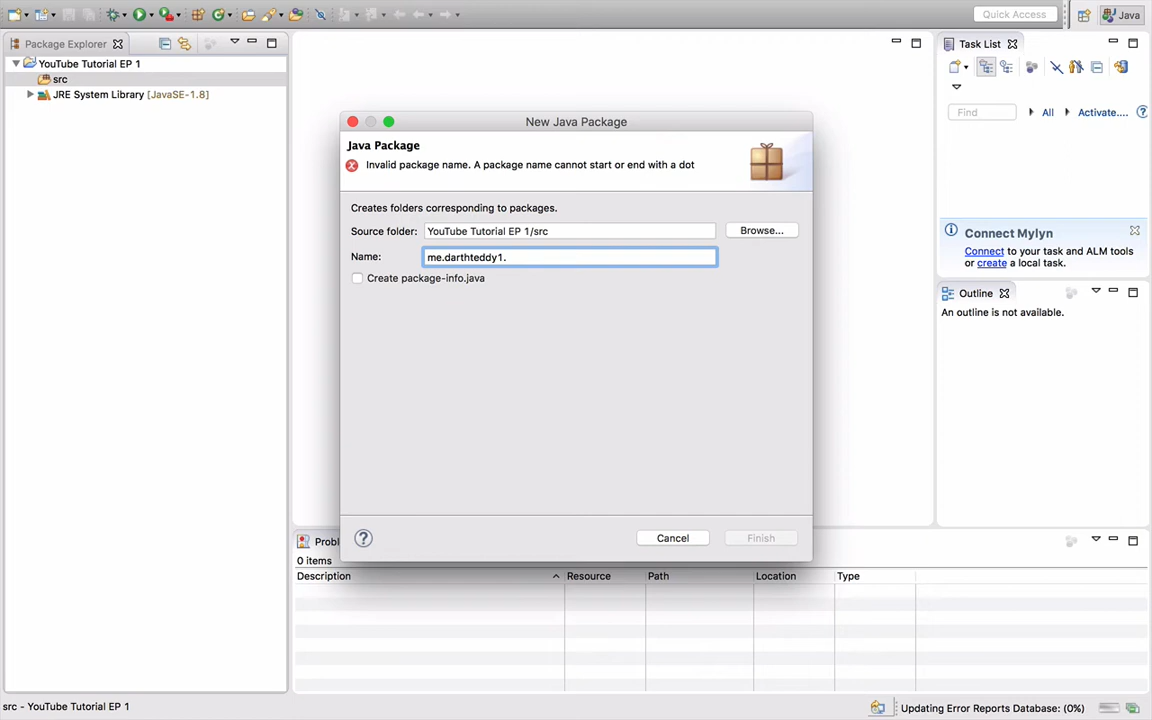 Quick Access
Java
Package Explorer
YouTube Tutorial EP 1
src
JRE System Library [JavaSE-1.8]
New Java Package
Java Package
Invalid package name. A package name cannot start or end with a dot
Creates folders corresponding to packages.
Source folder: YouTube Tutorial EP 1/src Browse...
Name: me.darthteddy1.
Create package-info.java
? Cancel Finish
Task List
Find All Activate.... ?
Connect Mylyn
Connect to your task and ALM tools
or create a local task.
Outline
An outline is not available.
Probl
0 items
Description Resource Path Location Type
src - YouTube Tutorial EP 1
Updating Error Reports Database: (0%)